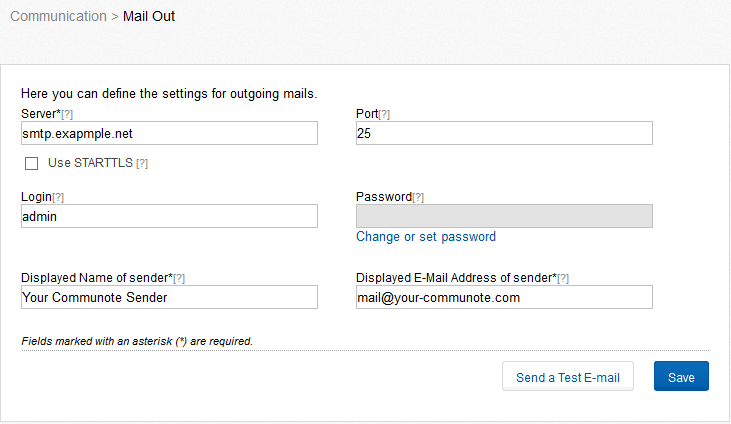 Communication > Mail Out
Here you can define the settings for outgoing mails.
Server*[?] Port[?]
smtp.exapmple.net 25
Use STARTTLS [?]
Login[?] Password[?]
admin
Change or set password
Displayed Name of sender*[?] Displayed E-Mail Address of sender*[?]
Your Communote Sender mail@your-communote.com
Fields marked with an asterisk (*) are required.
Send a Test E-mail Save